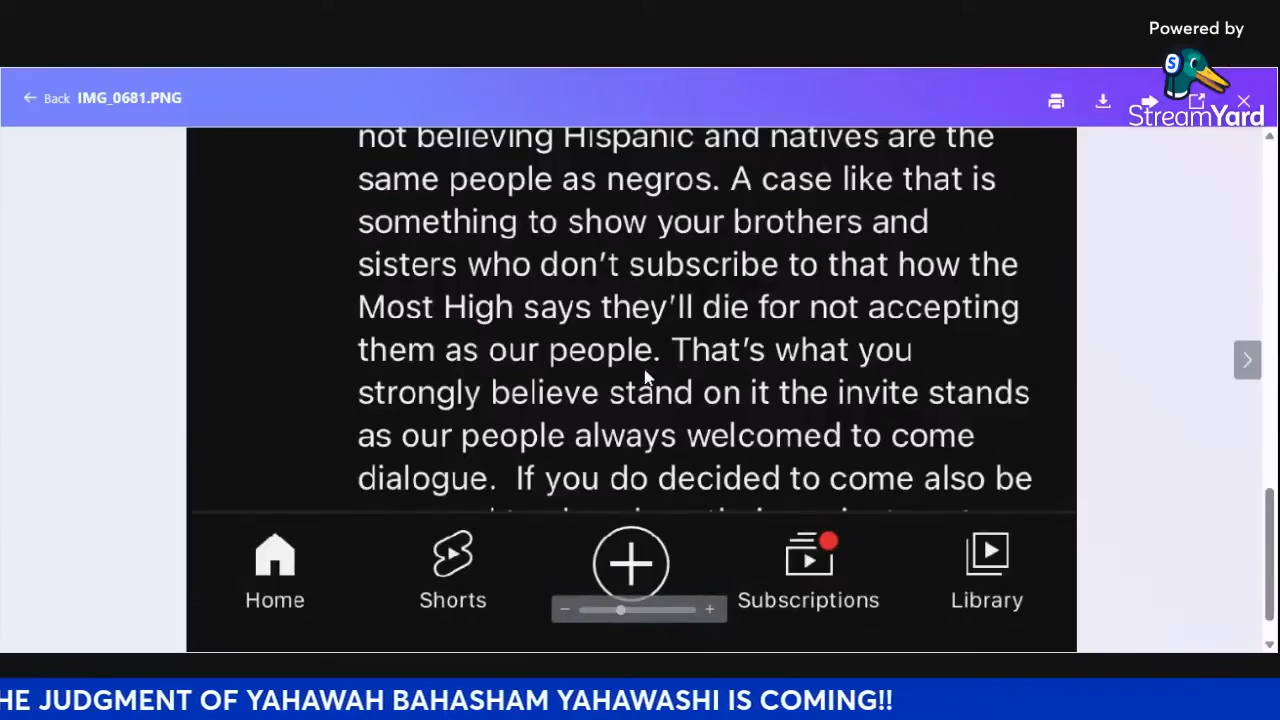 Powered by
StreamYard
Back IMG_0681.PNG
not believing Hispanic and natives are the
same people as negros. A case like that is
something to show your brothers and
sisters who don't subscribe to that how the
Most High says they'll die for not accepting
them as our people. That's what you
strongly believe stand on it the invite stands
as our people always welcomed to come
dialogue. If you do decided to come also be
Home
Shorts
Subscriptions
Library
HE JUDGMENT OF YAHAWAH BAHASHAM YAHAWASHI IS COMING!!